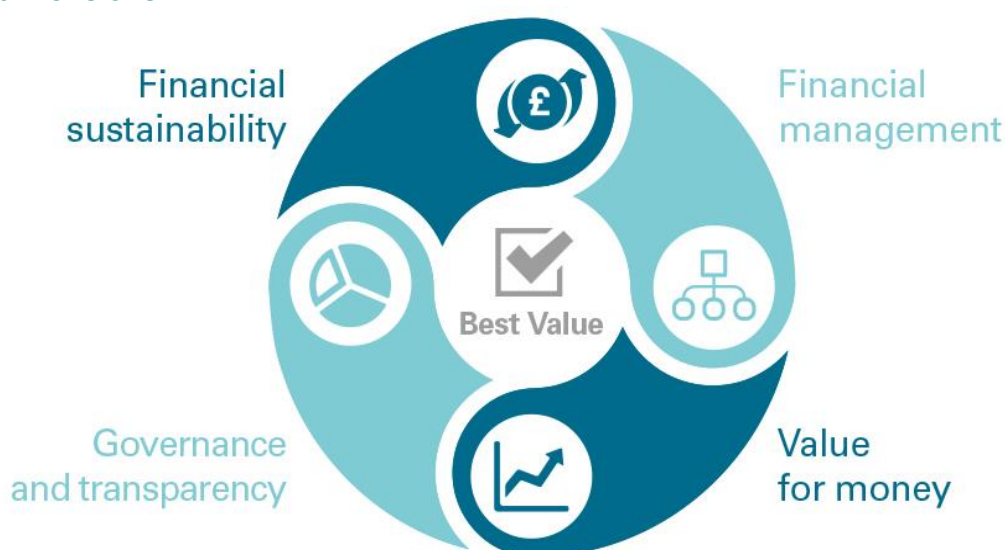 Financial
sustainability
Financial
management
£
Best Value
Governance
and transparency
Value
for money